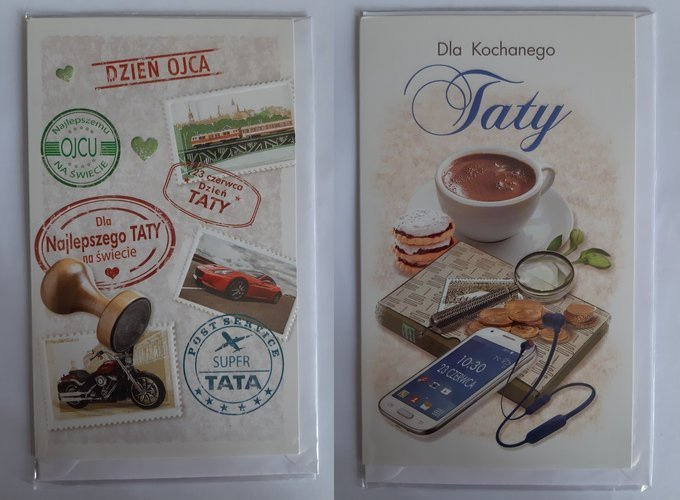 DZIEŃ OJCA
Najlepszemu
OJCU
NA ŚWIECIE
23 czerwca
Dzień
TATY
Dla
Najlepszego TATY
na świecie
POST SERVICE
SUPER
TATA
Dla Kochanego
Taty
10:30
23 CZERWCA